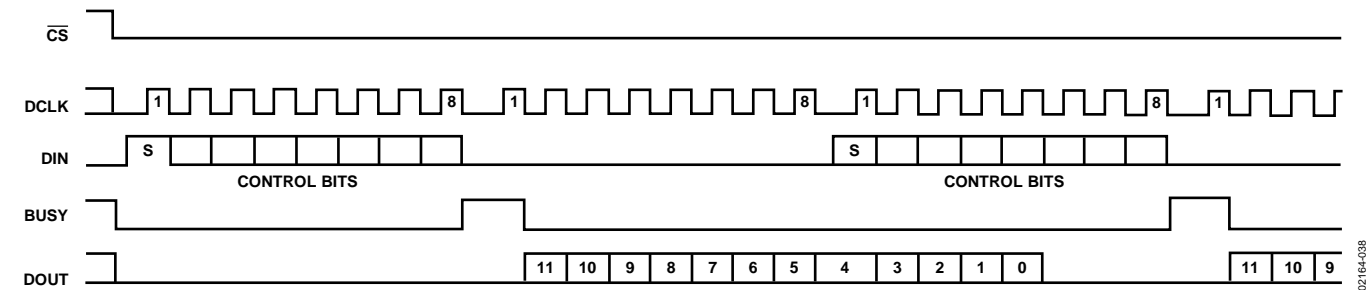 CS
DCLK 1 8 1 8 1 8 1
DIN S S
CONTROL BITS CONTROL BITS
BUSY
DOUT 11 10 9 8 7 6 5 4 3 2 1 0 11 10 9
02164-038